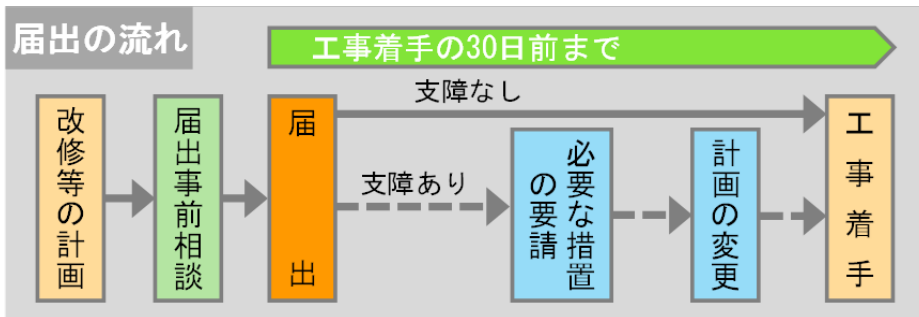 届出の流れ
工事着手の30日前まで
改修等の計画
届出事前相談
届出
支障なし
支障あり
必要な措置
の要請
計画の変更
工事着手